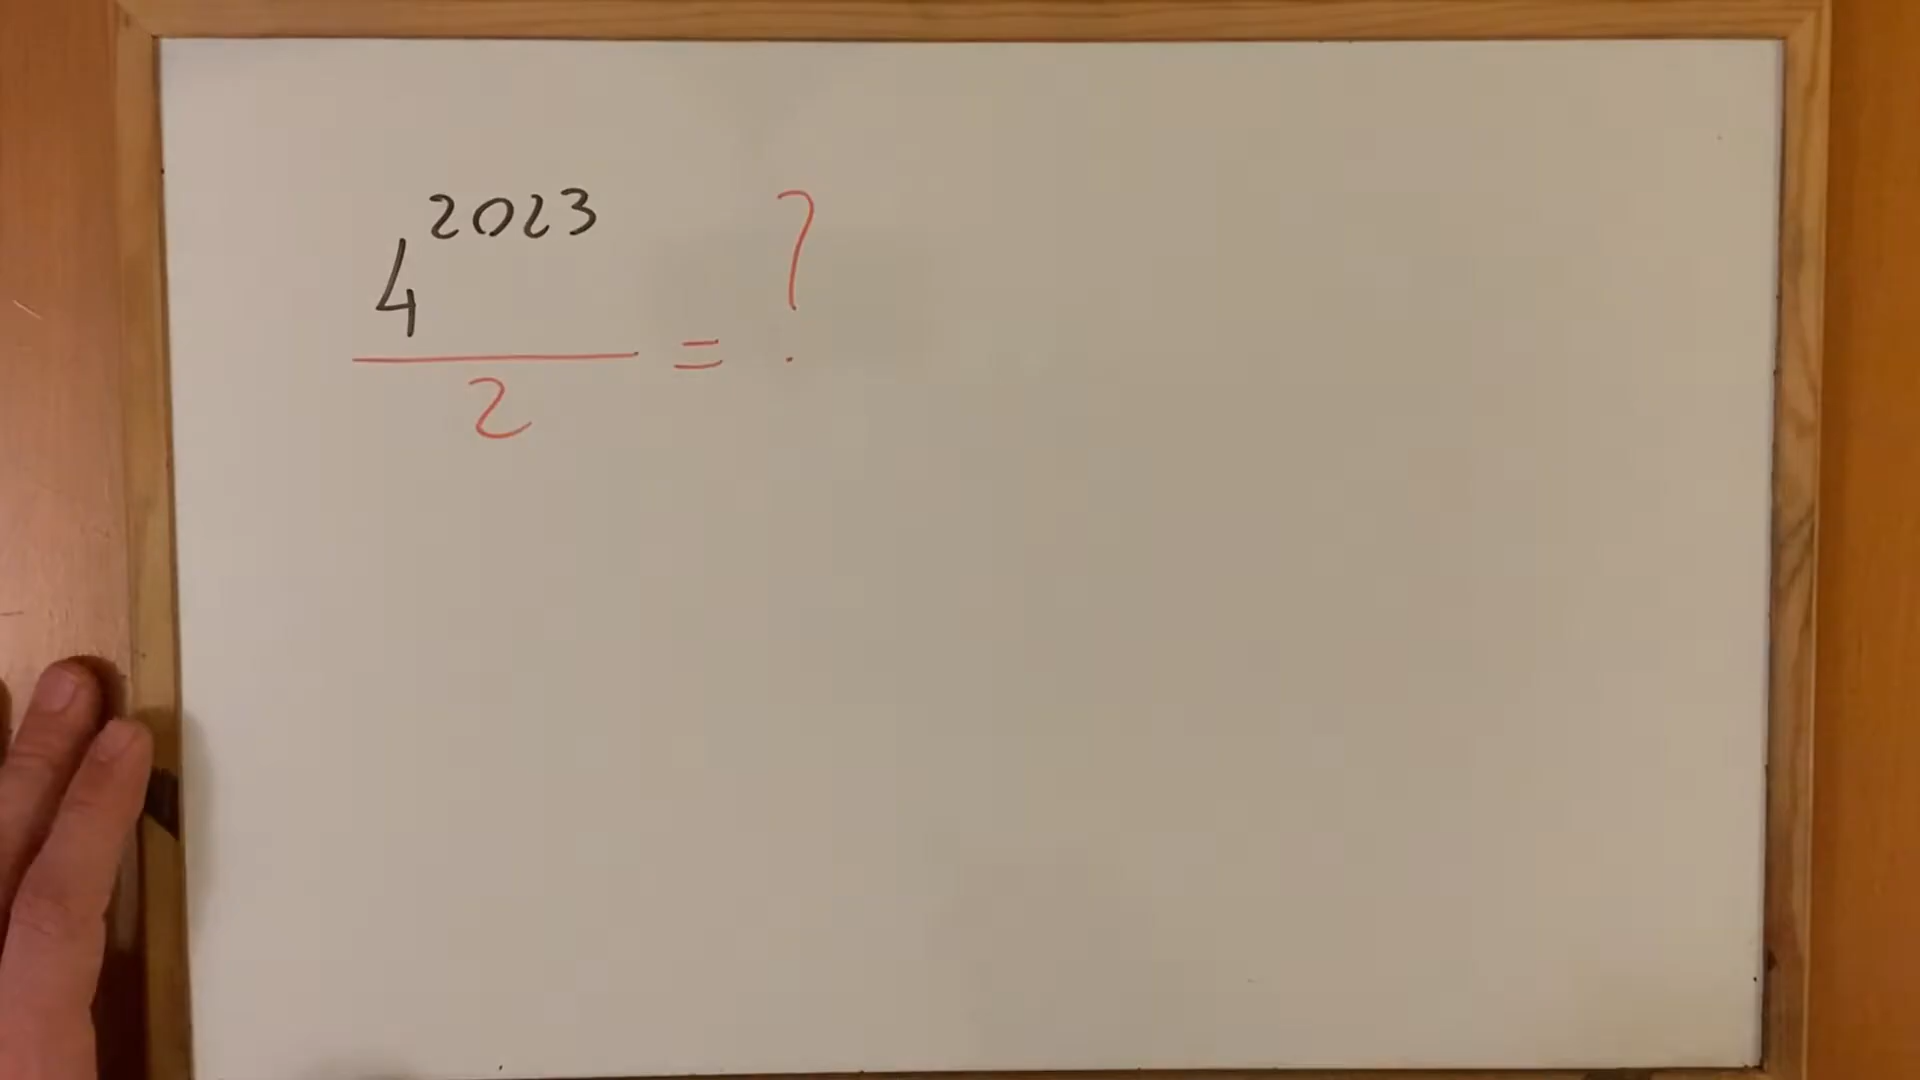 4^2023
—— = ?
2